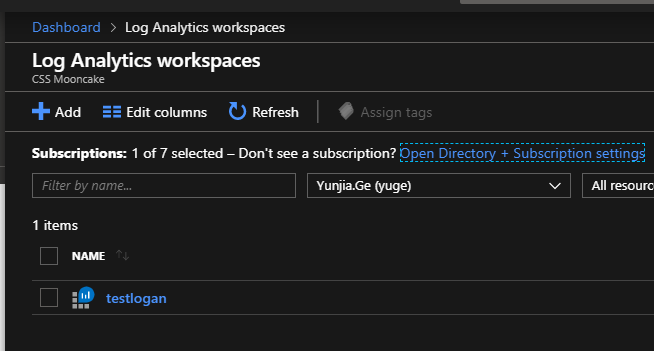 Dashboard > Log Analytics workspaces
Log Analytics workspaces
CSS Mooncake
Add Edit columns Refresh Assign tags
Subscriptions: 1 of 7 selected – Don't see a subscription? Open Directory + Subscription settings
Filter by name... Yunjia.Ge (yuge) All resourc
1 items
NAME
testlogan